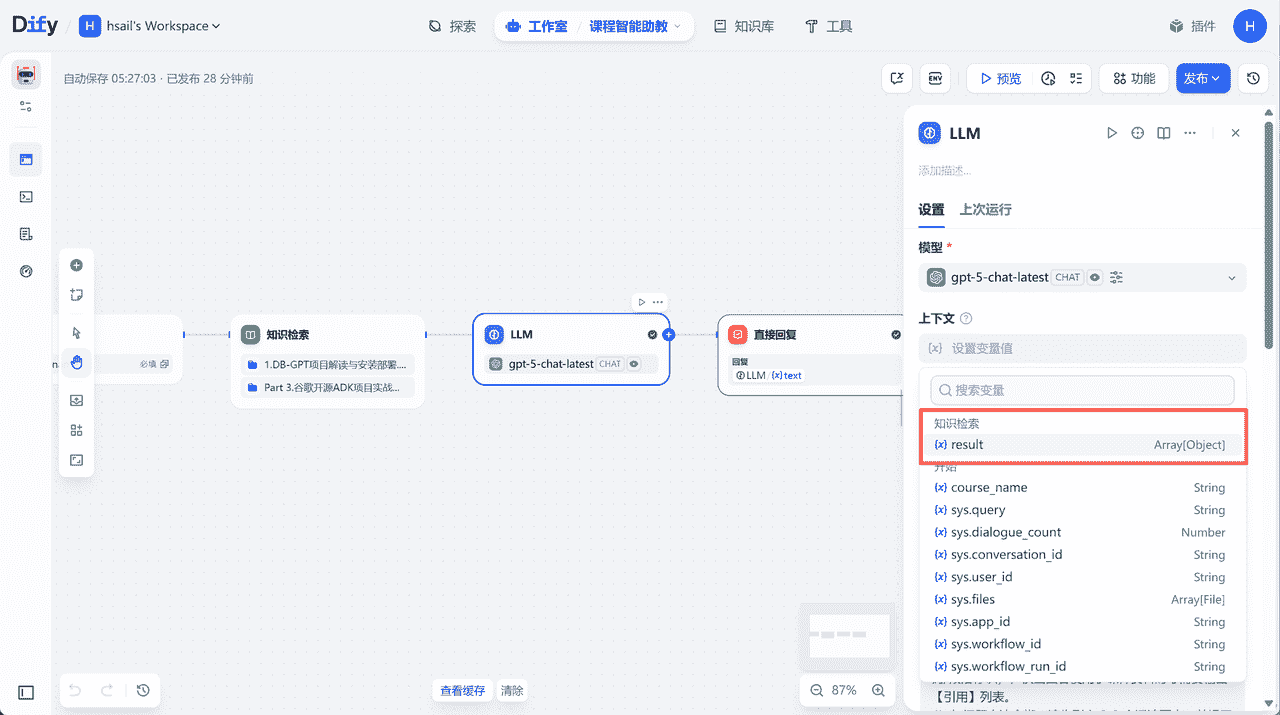 Dify / H hsail's Workspace
探索
工作室 / 课程智能助教
知识库
工具
插件
H
自动保存 05:27:03 · 已发布 28 分钟前
ENV
预览
功能
发布
LLM
添加描述...
设置 上次运行
模型 *
gpt-5-chat-latest CHAT
上下文
{x} 设置变量值
搜索变量
知识检索
{x} result Array[Object]
开始
{x} course_name String
{x} sys.query String
{x} sys.dialogue_count Number
{x} sys.conversation_id String
{x} sys.user_id String
{x} sys.files Array[File]
{x} sys.app_id String
{x} sys.workflow_id String
{x} sys.workflow_run_id String
【引用】列表。
必填
知识检索
1.DB-GPT项目解读与安装部署....
Part 3.谷歌开源ADK项目实战...
LLM
gpt-5-chat-latest CHAT
直接回复
回复
LLM {x} text
查看缓存 清除
87%